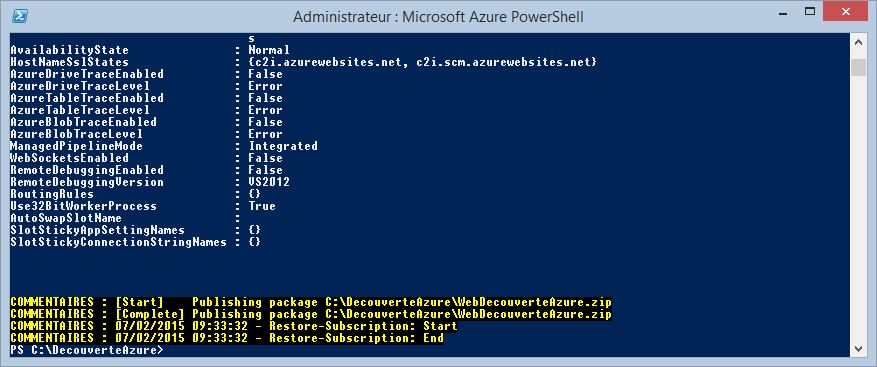 Administrateur : Microsoft Azure PowerShell
s
AvailabilityState : Normal
HostNameSslStates : {c2i.azurewebsites.net, c2i.scm.azurewebsites.net}
AzureDriveTraceEnabled : False
AzureDriveTraceLevel : Error
AzureTableTraceEnabled : False
AzureTableTraceLevel : Error
AzureBlobTraceEnabled : False
AzureBlobTraceLevel : Error
ManagedPipelineMode : Integrated
WebSocketsEnabled : False
RemoteDebuggingEnabled : False
RemoteDebuggingVersion : VS2012
RoutingRules : {}
Use32BitWorkerProcess : True
AutoSwapSlotName :
SlotStickyAppSettingNames : {}
SlotStickyConnectionStringNames : {}
COMMENTAIRES : [Start] Publishing package C:\DecouverteAzure\WebDecouverteAzure.zip
COMMENTAIRES : [Complete] Publishing package C:\DecouverteAzure\WebDecouverteAzure.zip
COMMENTAIRES : 07/02/2015 09:33:32 - Restore-Subscription: Start
COMMENTAIRES : 07/02/2015 09:33:32 - Restore-Subscription: End
PS C:\DecouverteAzure>